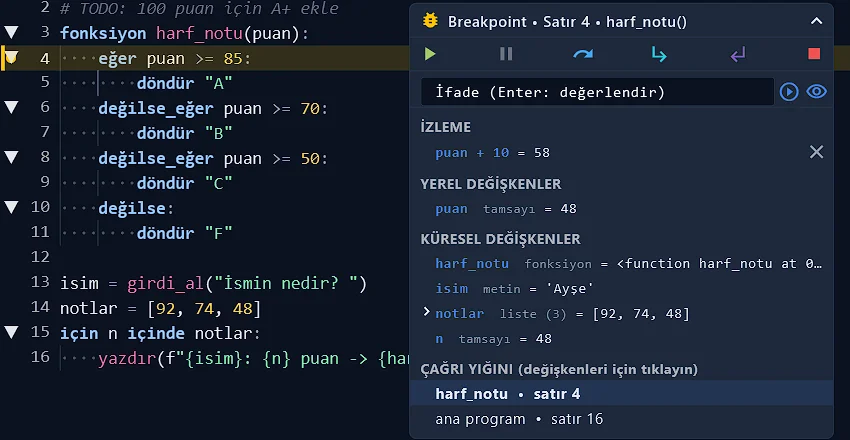 2 # TODO: 100 puan için A+ ekle
3 fonksiyon harf_notu(puan):
4 ····eğer puan >= 85:
5 ········döndür "A"
6 ····değilse_eğer puan >= 70:
7 ········döndür "B"
8 ····değilse_eğer puan >= 50:
9 ········döndür "C"
10 ····değilse:
11 ········döndür "F"
12
13 isim = girdi_al("İsmin nedir? ")
14 notlar = [92, 74, 48]
15 için n içinde notlar:
16 ····yazdır(f"{isim}: {n} puan -> {har
Breakpoint • Satır 4 • harf_notu()
İfade (Enter: değerlendir)
İZLEME
puan + 10 = 58
YEREL DEĞİŞKENLER
puan tamsayı = 48
KÜRESEL DEĞİŞKENLER
harf_notu fonksiyon = <function harf_notu at 0…
isim metin = 'Ayşe'
notlar liste (3) = [92, 74, 48]
n tamsayı = 48
ÇAĞRI YIĞINI (değişkenleri için tıklayın)
harf_notu • satır 4
ana program • satır 16